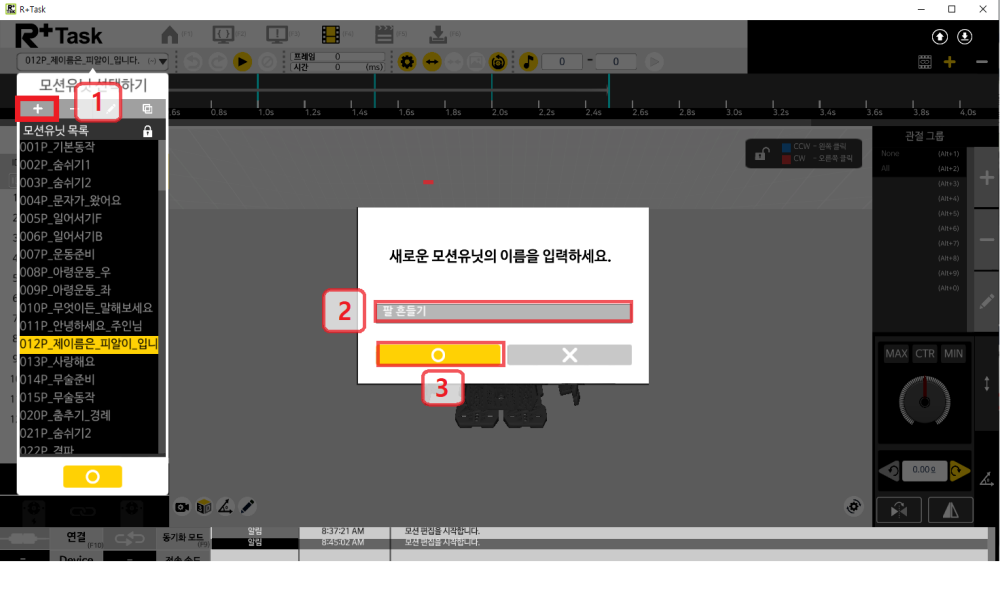 R+Task
R+Task
012P_제이름은_피알이_입니다.
프레임 0
시간 0 (ms)
0 - 0
모션유닛 선택하기
1
모션유닛 목록
001P_기본동작
002P_숨쉬기1
003P_숨쉬기2
004P_문자가_왔어요
005P_일어서기F
006P_일어서기B
007P_운동준비
008P_아령운동_우
009P_아령운동_좌
010P_무엇이든_말해보세요
011P_안녕하세요_주인님
012P_제이름은_피알이_입니
013P_사랑해요
014P_무술준비
015P_무술동작
020P_춤추기_경례
021P_숨쉬기2
022P_격파
0.8s 1.0s 1.2s 1.4s 1.6s 1.8s 2.0s 2.2s 2.4s 2.6s 2.8s 3.0s 3.2s 3.4s 3.6s 3.8s 4.0s
CCW - 왼쪽 클릭
CW - 오른쪽 클릭
관절 그룹
None (Alt+1)
All (Alt+2)
(Alt+3)
(Alt+4)
(Alt+5)
(Alt+6)
(Alt+7)
(Alt+8)
(Alt+9)
(Alt+0)
새로운 모션유닛의 이름을 입력하세요.
2
팔 흔들기
3
MAX CTR MIN
0.00 º
연결 (F10)
동기화 모드 (F9)
알림 8:37:21 AM 모션 편집을 시작합니다.
알림 8:45:02 AM 모션 편집을 시작합니다.
Device
전송 속도